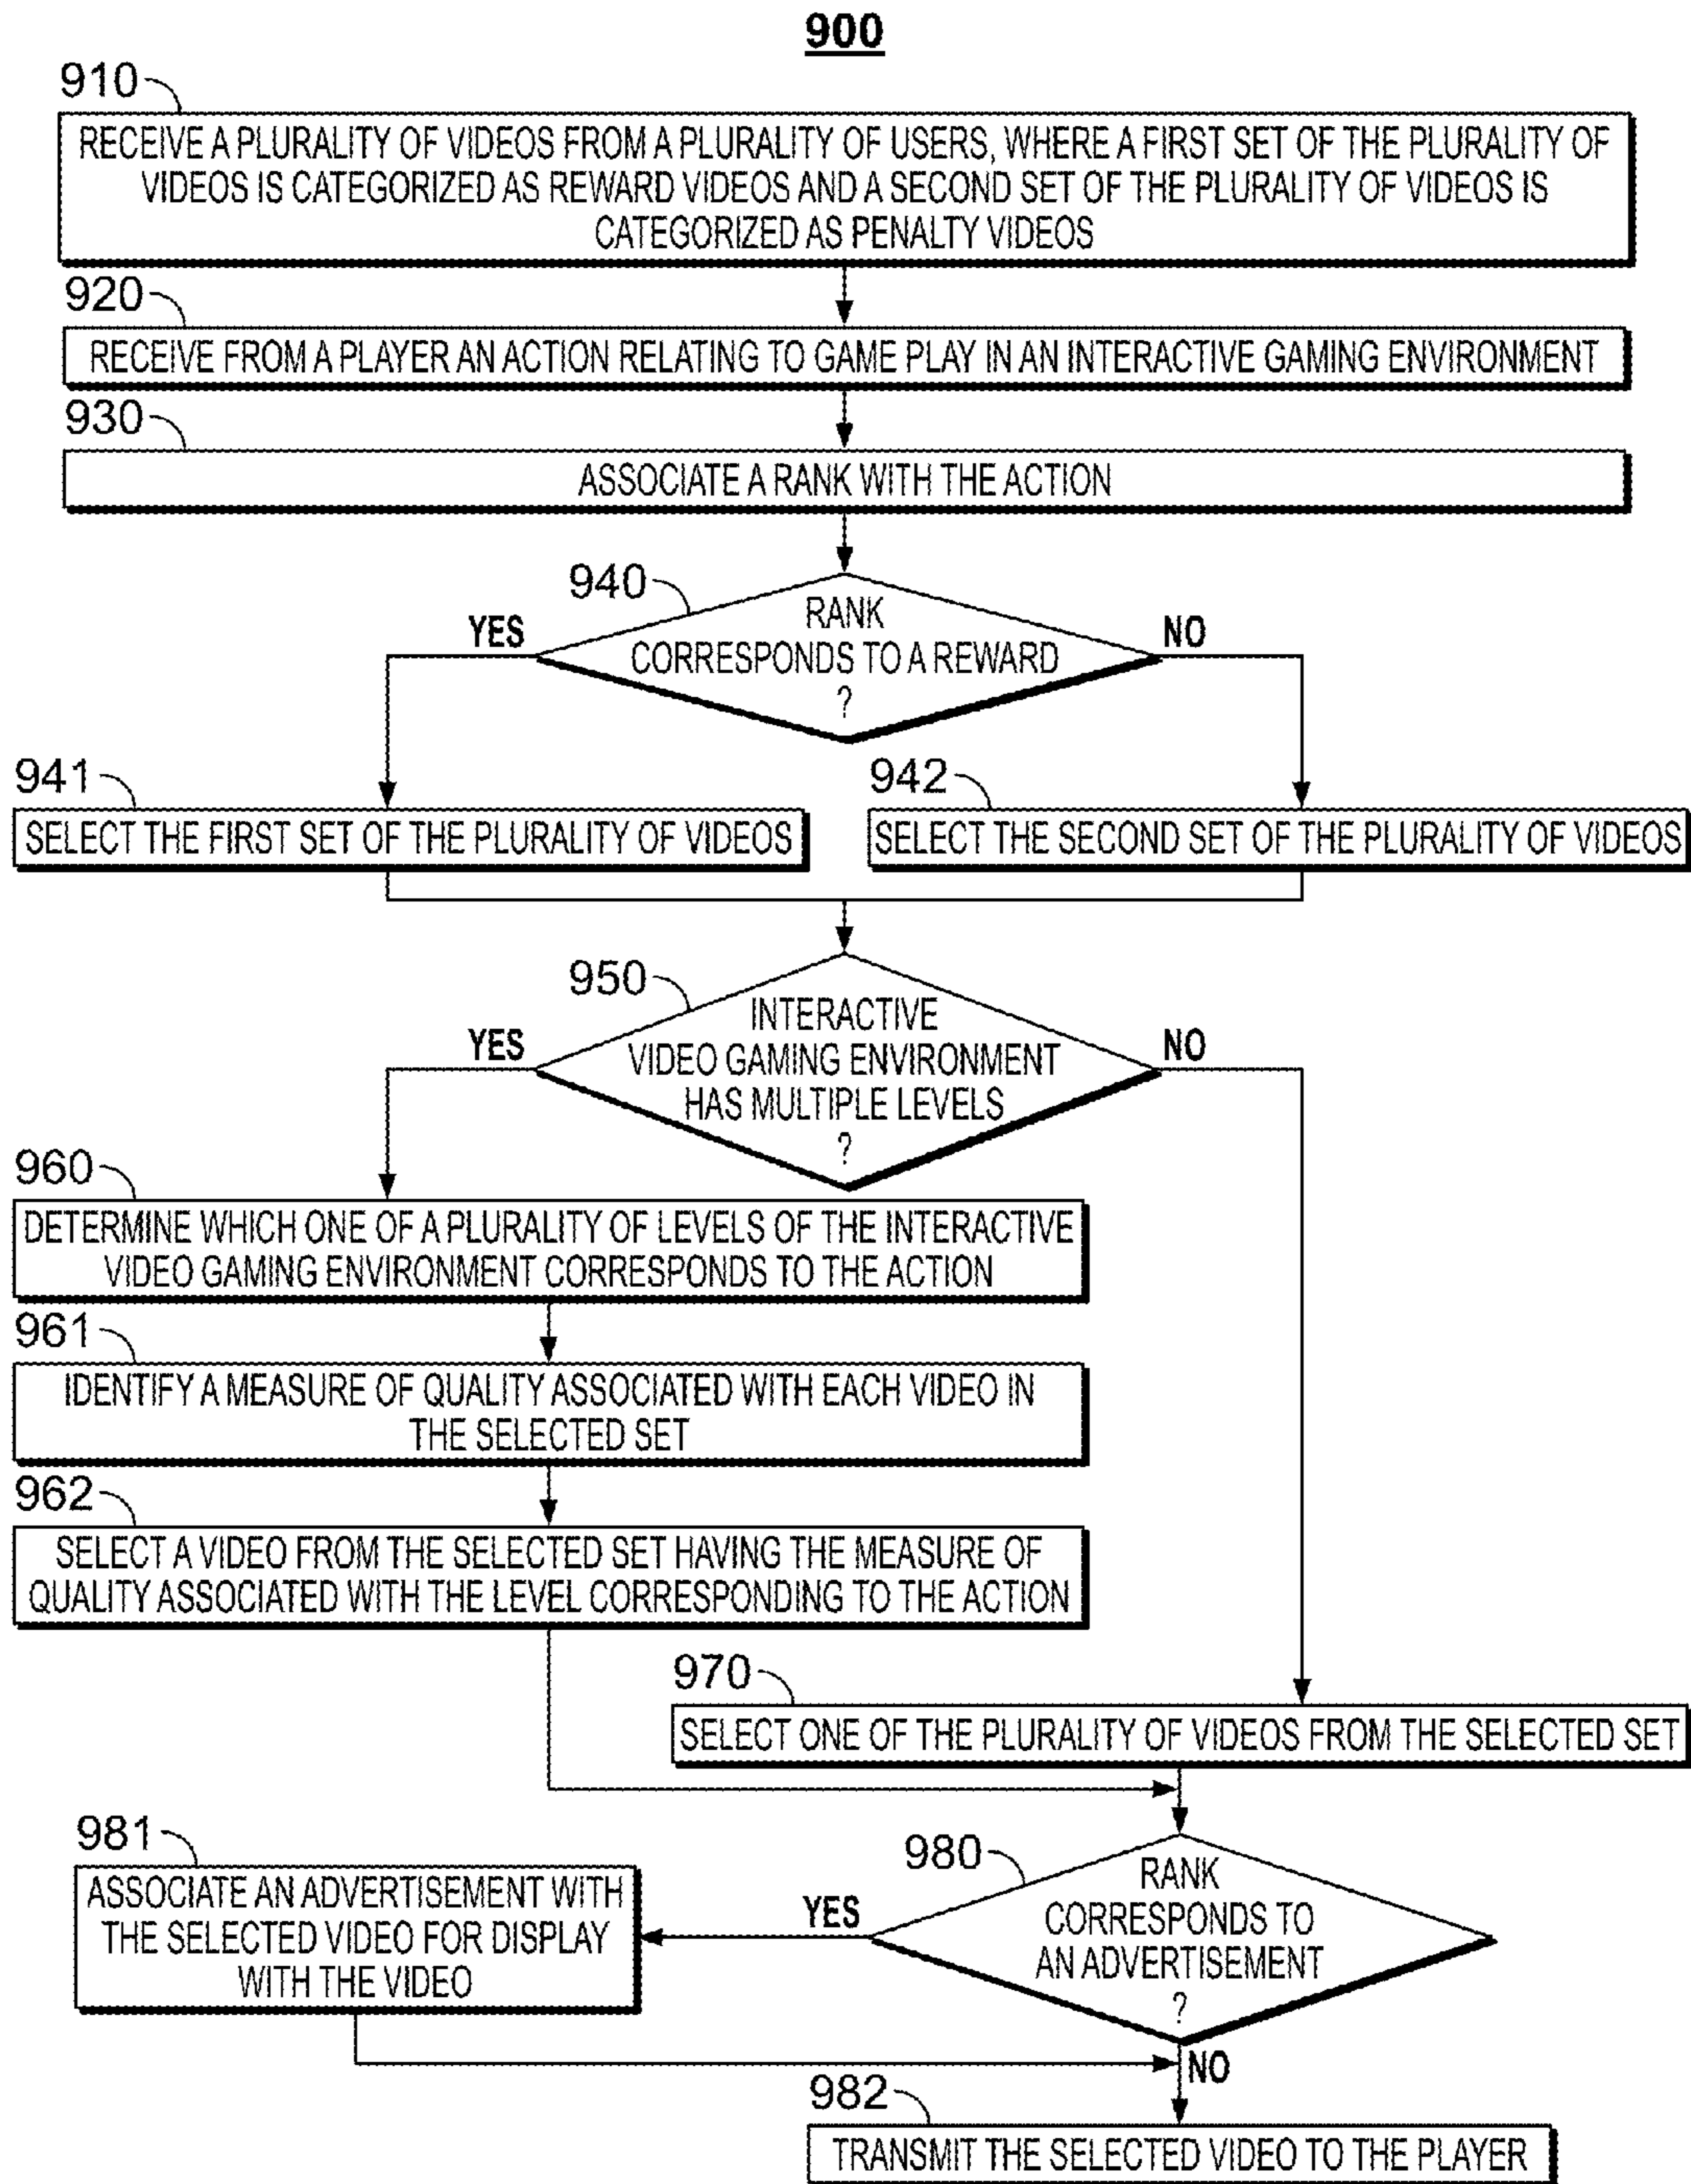 900
910
RECEIVE A PLURALITY OF VIDEOS FROM A PLURALITY OF USERS, WHERE A FIRST SET OF THE PLURALITY OF
VIDEOS IS CATEGORIZED AS REWARD VIDEOS AND A SECOND SET OF THE PLURALITY OF VIDEOS IS
CATEGORIZED AS PENALTY VIDEOS
920
RECEIVE FROM A PLAYER AN ACTION RELATING TO GAME PLAY IN AN INTERACTIVE GAMING ENVIRONMENT
930
ASSOCIATE A RANK WITH THE ACTION
940
RANK
CORRESPONDS TO A REWARD
?
YES
NO
941
SELECT THE FIRST SET OF THE PLURALITY OF VIDEOS
942
SELECT THE SECOND SET OF THE PLURALITY OF VIDEOS
950
INTERACTIVE
VIDEO GAMING ENVIRONMENT
HAS MULTIPLE LEVELS
?
YES
NO
960
DETERMINE WHICH ONE OF A PLURALITY OF LEVELS OF THE INTERACTIVE
VIDEO GAMING ENVIRONMENT CORRESPONDS TO THE ACTION
961
IDENTIFY A MEASURE OF QUALITY ASSOCIATED WITH EACH VIDEO IN
THE SELECTED SET
962
SELECT A VIDEO FROM THE SELECTED SET HAVING THE MEASURE OF
QUALITY ASSOCIATED WITH THE LEVEL CORRESPONDING TO THE ACTION
970
SELECT ONE OF THE PLURALITY OF VIDEOS FROM THE SELECTED SET
980
RANK
CORRESPONDS TO
AN ADVERTISEMENT
?
YES
981
ASSOCIATE AN ADVERTISEMENT WITH
THE SELECTED VIDEO FOR DISPLAY
WITH THE VIDEO
NO
982
TRANSMIT THE SELECTED VIDEO TO THE PLAYER